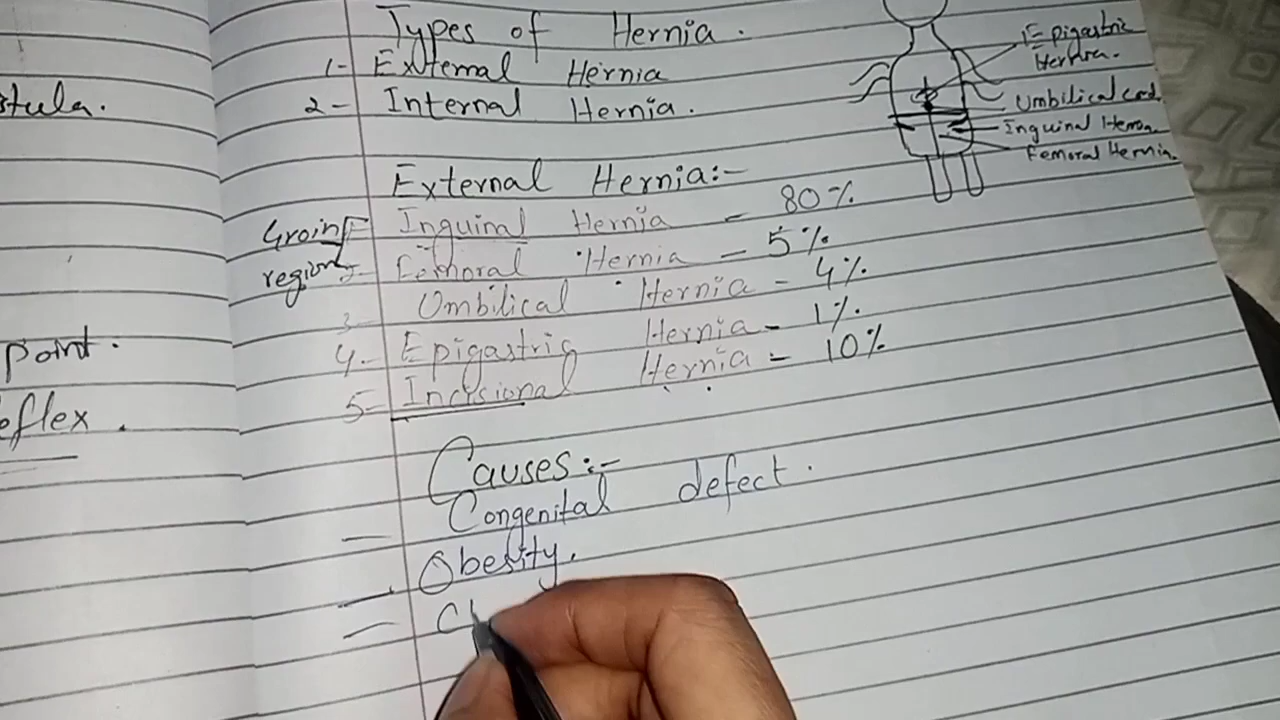 stula.
Point.
eflex.
Types of Hernia.
1- External Hernia
2- Internal Hernia.
Epigastric
Hernia.
Umbilical cord.
Inguinal Hernia.
Femoral Hernia.
External Hernia:-
Groin
region
Inguinal Hernia - 80%
Femoral Hernia - 5%
3- Umbilical Hernia - 4%
4- Epigastric Hernia - 1%
5- Incisional Hernia - 10%
Causes:-
- Congenital defect.
- Obesity.
- Ch